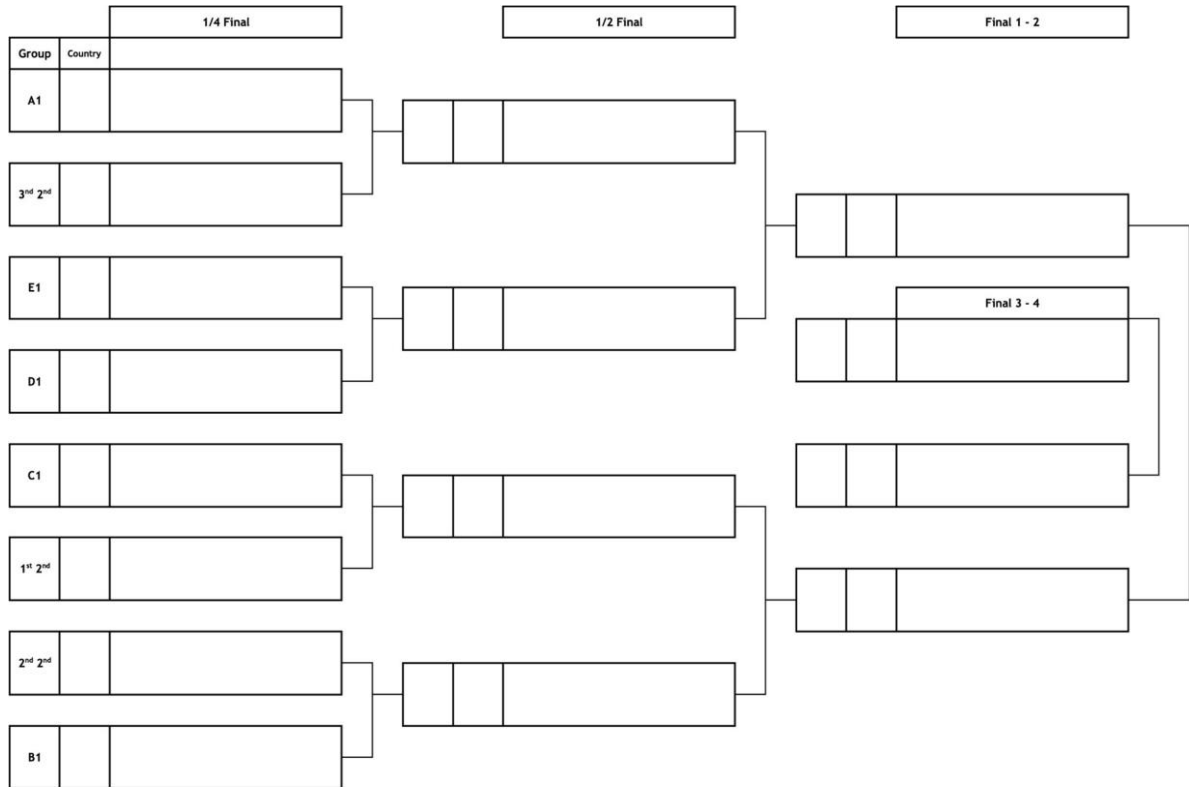 1/4 Final
1/2 Final
Final 1 - 2
Group Country
A1
3ⁿᵈ 2ⁿᵈ
E1
Final 3 - 4
D1
C1
1ˢᵗ 2ⁿᵈ
2ⁿᵈ 2ⁿᵈ
B1